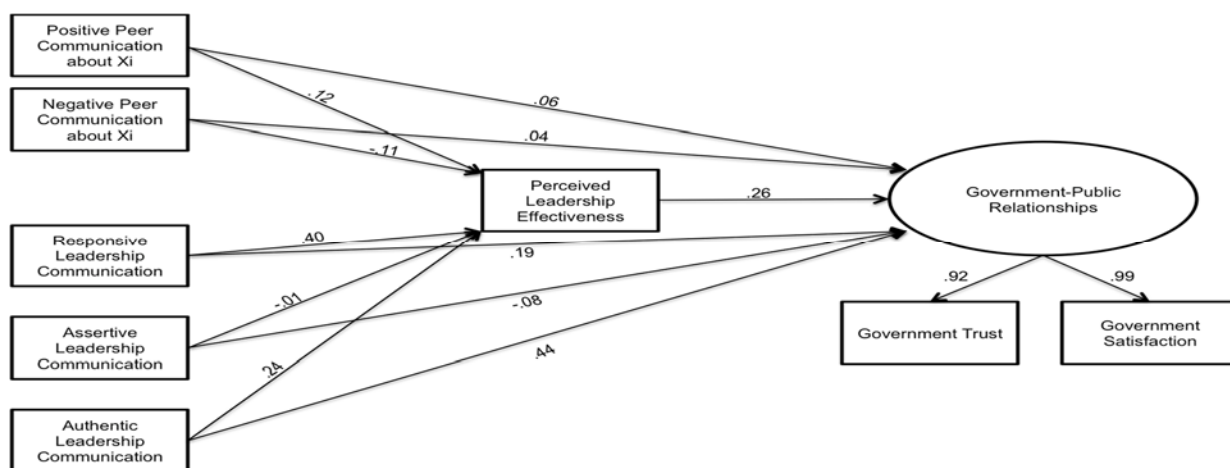 Positive Peer
Communication
about Xi
Negative Peer
Communication
about Xi
Responsive
Leadership
Communication
Assertive
Leadership
Communication
Authentic
Leadership
Communication
.12
-.11
.40
-.01
.24
.06
.04
.19
-.08
.44
Perceived
Leadership
Effectiveness
.26
Government-Public
Relationships
.92
.99
Government Trust
Government
Satisfaction